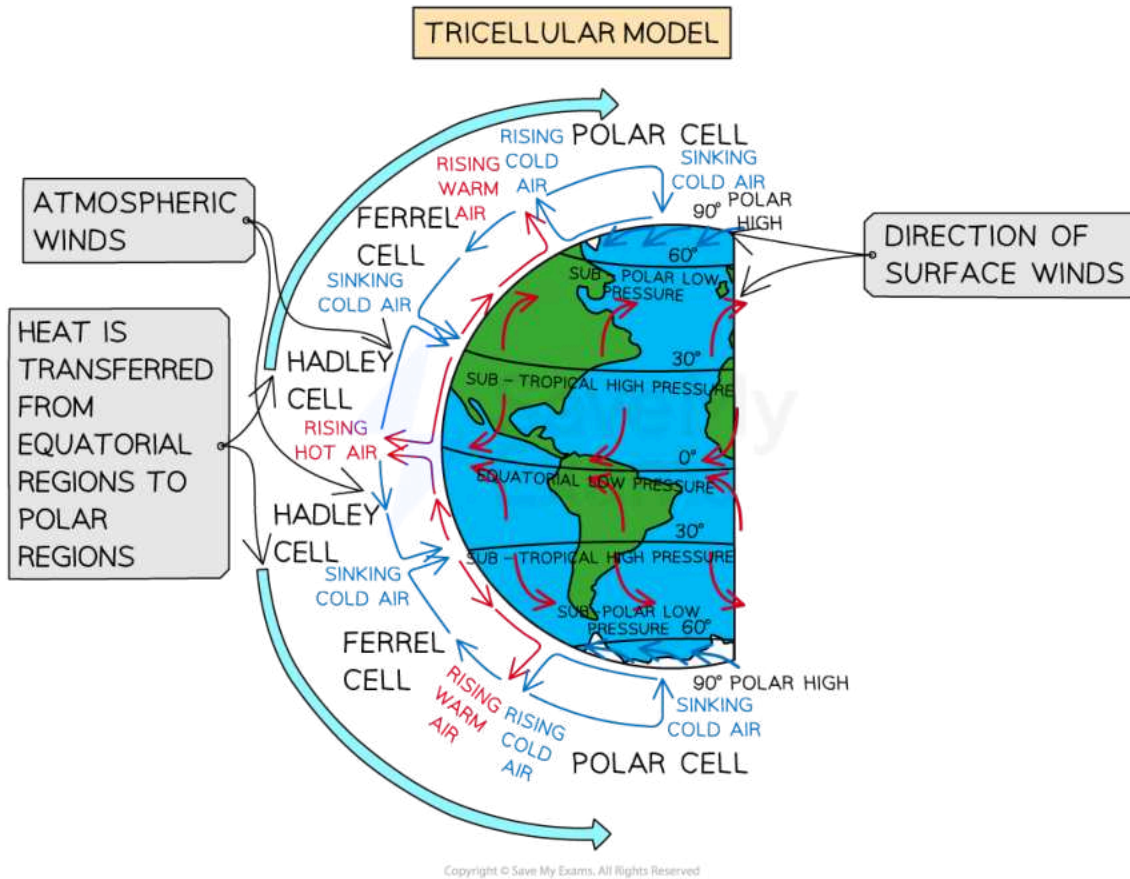 TRICELLULAR MODEL
POLAR CELL
RISING
COLD
AIR
SINKING
COLD AIR
RISING
WARM
AIR
90° POLAR
HIGH
ATMOSPHERIC
WINDS
FERREL
CELL
DIRECTION OF
SURFACE WINDS
60°
SUB - POLAR LOW
PRESSURE
SINKING
COLD AIR
HEAT IS
TRANSFERRED
FROM
EQUATORIAL
REGIONS TO
POLAR
REGIONS
HADLEY
CELL
30°
SUB - TROPICAL HIGH PRESSURE
RISING
HOT AIR
0°
EQUATORIAL LOW PRESSURE
HADLEY
CELL
30°
SUB - TROPICAL HIGH PRESSURE
SINKING
COLD AIR
SUB-POLAR LOW
PRESSURE 60°
FERREL
CELL
90° POLAR HIGH
RISING
WARM
AIR
RISING
COLD
AIR
SINKING
COLD AIR
POLAR CELL
Copyright © Save My Exams. All Rights Reserved